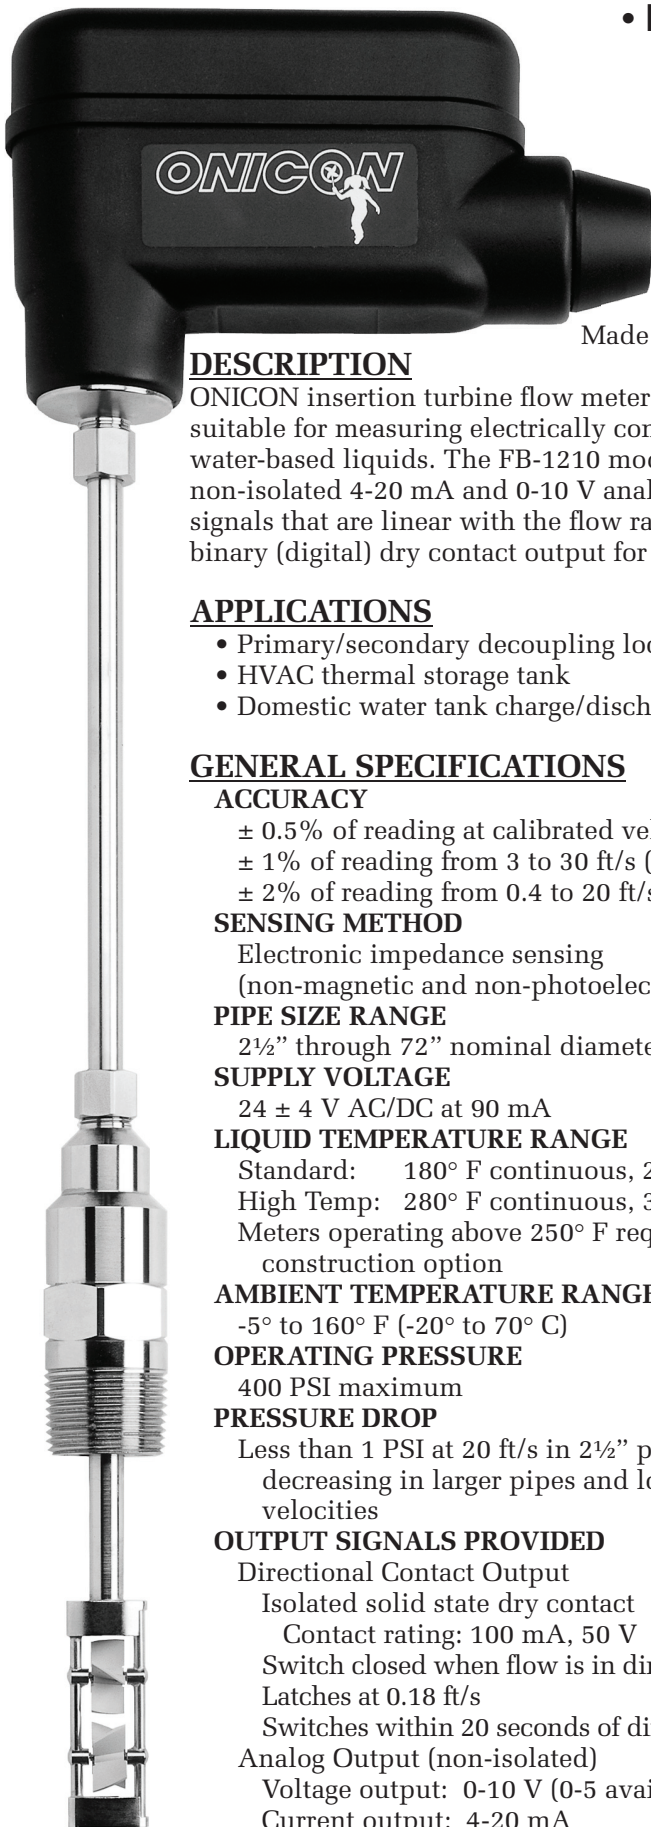 ONICON
Made
DESCRIPTION
ONICON insertion turbine flow meter
suitable for measuring electrically con
water-based liquids. The FB-1210 mod
non-isolated 4-20 mA and 0-10 V anal
signals that are linear with the flow ra
binary (digital) dry contact output for
APPLICATIONS
• Primary/secondary decoupling loo
• HVAC thermal storage tank
• Domestic water tank charge/disch
GENERAL SPECIFICATIONS
ACCURACY
± 0.5% of reading at calibrated vel
± 1% of reading from 3 to 30 ft/s (
± 2% of reading from 0.4 to 20 ft/s
SENSING METHOD
Electronic impedance sensing
(non-magnetic and non-photoelec
PIPE SIZE RANGE
2½” through 72” nominal diamete
SUPPLY VOLTAGE
24 ± 4 V AC/DC at 90 mA
LIQUID TEMPERATURE RANGE
Standard: 180° F continuous, 2
High Temp: 280° F continuous, 3
Meters operating above 250° F req
construction option
AMBIENT TEMPERATURE RANGE
-5° to 160° F (-20° to 70° C)
OPERATING PRESSURE
400 PSI maximum
PRESSURE DROP
Less than 1 PSI at 20 ft/s in 2½” p
decreasing in larger pipes and lo
velocities
OUTPUT SIGNALS PROVIDED
Directional Contact Output
Isolated solid state dry contact
Contact rating: 100 mA, 50 V
Switch closed when flow is in dir
Latches at 0.18 ft/s
Switches within 20 seconds of di
Analog Output (non-isolated)
Voltage output: 0-10 V (0-5 avai
Current output: 4-20 mA